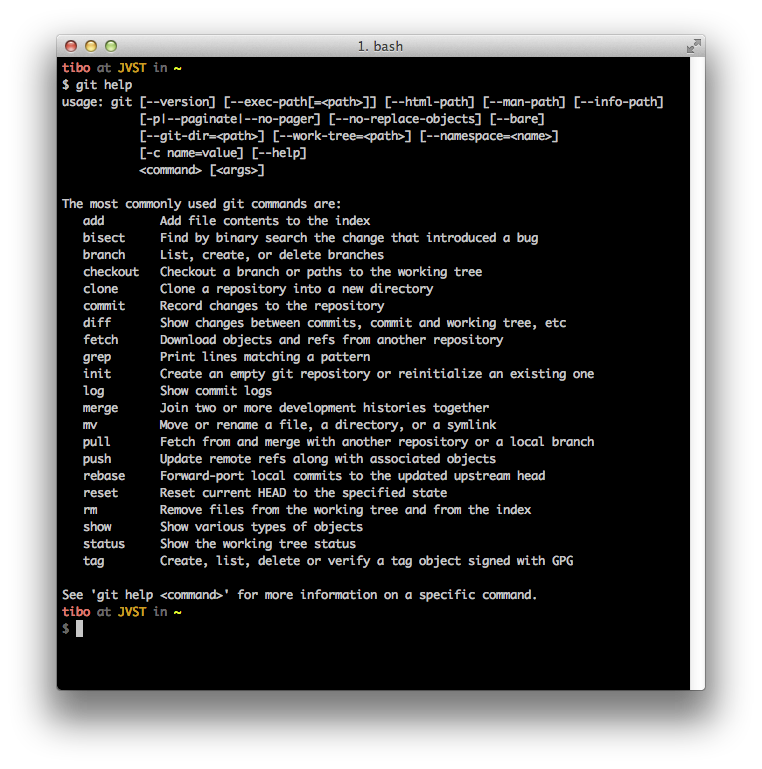 1. bash
tibo at JVST in ~
$ git help
usage: git [--version] [--exec-path[=<path>]] [--html-path] [--man-path] [--info-path]
           [-p|--paginate|--no-pager] [--no-replace-objects] [--bare]
           [--git-dir=<path>] [--work-tree=<path>] [--namespace=<name>]
           [-c name=value] [--help]
           <command> [<args>]

The most commonly used git commands are:
   add        Add file contents to the index
   bisect     Find by binary search the change that introduced a bug
   branch     List, create, or delete branches
   checkout   Checkout a branch or paths to the working tree
   clone      Clone a repository into a new directory
   commit     Record changes to the repository
   diff       Show changes between commits, commit and working tree, etc
   fetch      Download objects and refs from another repository
   grep       Print lines matching a pattern
   init       Create an empty git repository or reinitialize an existing one
   log        Show commit logs
   merge      Join two or more development histories together
   mv         Move or rename a file, a directory, or a symlink
   pull       Fetch from and merge with another repository or a local branch
   push       Update remote refs along with associated objects
   rebase     Forward-port local commits to the updated upstream head
   reset      Reset current HEAD to the specified state
   rm         Remove files from the working tree and from the index
   show       Show various types of objects
   status     Show the working tree status
   tag        Create, list, delete or verify a tag object signed with GPG

See 'git help <command>' for more information on a specific command.
tibo at JVST in ~
$